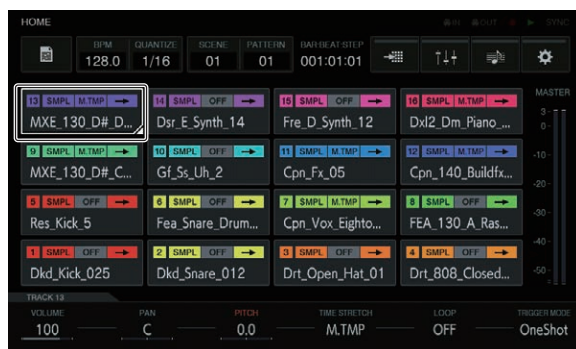 HOME IN OUT SYNC
BPM QUANTIZE SCENE PATTERN BAR:BEAT:STEP
128.0 1/16 01 01 001:01:01
MASTER
13 SMPL M.TMP 14 SMPL OFF 15 SMPL OFF 16 SMPL M.TMP
MXE_130_D#_D... Dsr_E_Synth_14 Fre_D_Synth_12 Dxl2_Dm_Piano_...
3
0-
9 SMPL M.TMP 10 SMPL OFF 11 SMPL M.TMP 12 SMPL M.TMP
MXE_130_D#_C... Gf_Ss_Uh_2 Cpn_Fx_05 Cpn_140_Buildfx...
-10-
-20-
5 SMPL OFF 6 SMPL OFF 7 SMPL M.TMP 8 SMPL OFF
Res_Kick_5 Fea_Snare_Drum... Cpn_Vox_Eighto... FEA_130_A_Ras...
-30-
-40-
1 SMPL OFF 2 SMPL OFF 3 SMPL OFF 4 SMPL OFF
Dkd_Kick_025 Dkd_Snare_012 Drt_Open_Hat_01 Drt_808_Closed...
-50-
TRACK 13
VOLUME PAN PITCH TIME STRETCH LOOP TRIGGER MODE
100 C 0.0 M.TMP OFF OneShot